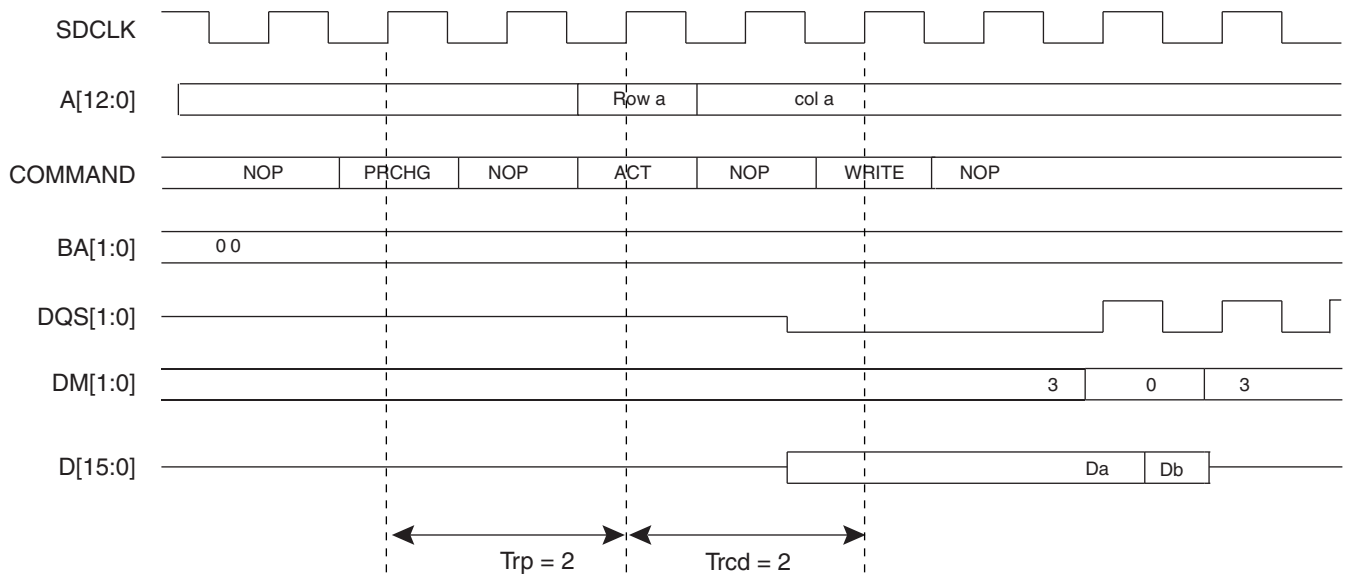 SDCLK
A[12:0] Row a col a
COMMAND NOP PRCHG NOP ACT NOP WRITE NOP
BA[1:0] 0 0
DQS[1:0]
DM[1:0] 3 0 3
D[15:0] Da Db
Trp = 2 Trcd = 2